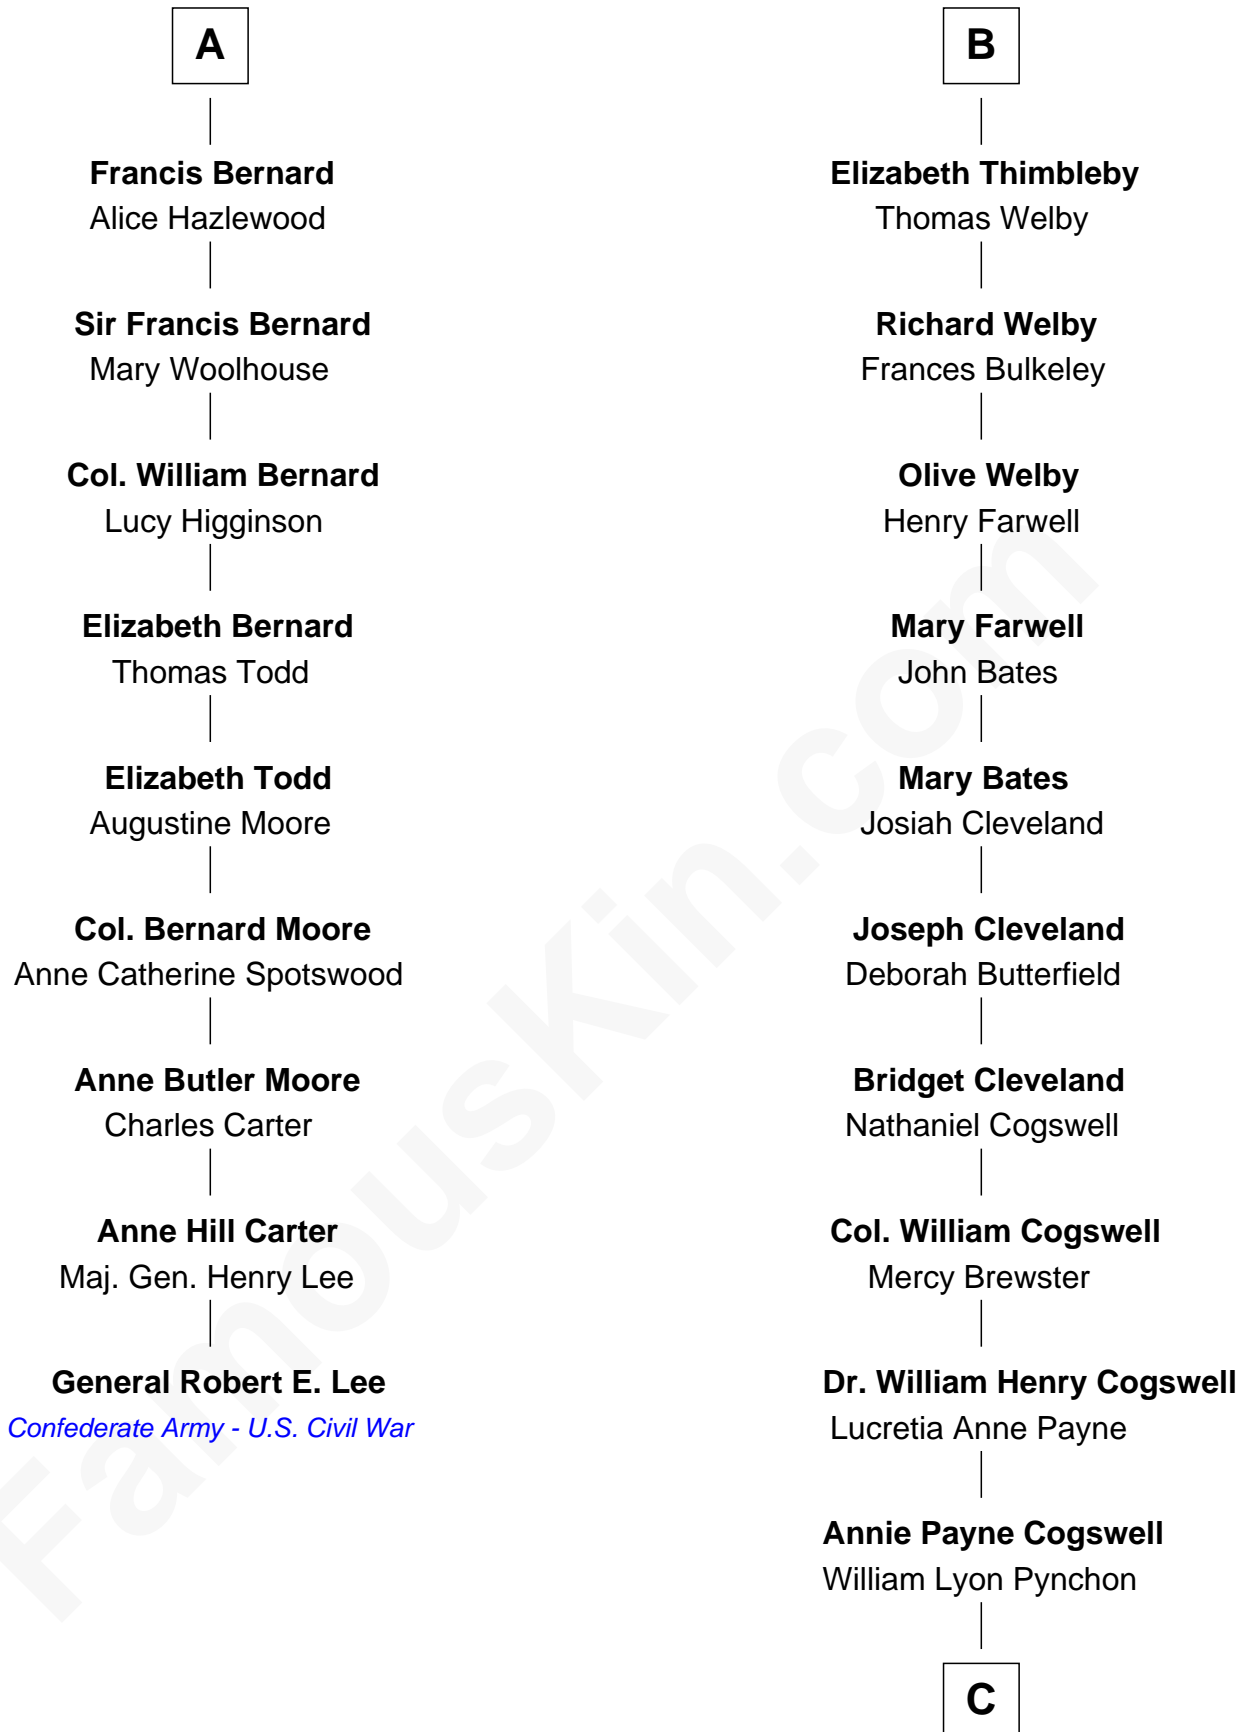 A
Francis Bernard
Alice Hazlewood
Sir Francis Bernard
Mary Woolhouse
Col. William Bernard
Lucy Higginson
Elizabeth Bernard
Thomas Todd
Elizabeth Todd
Augustine Moore
Col. Bernard Moore
Anne Catherine Spotswood
Anne Butler Moore
Charles Carter
Anne Hill Carter
Maj. Gen. Henry Lee
General Robert E. Lee
Confederate Army - U.S. Civil War
B
Elizabeth Thimbleby
Thomas Welby
Richard Welby
Frances Bulkeley
Olive Welby
Henry Farwell
Mary Farwell
John Bates
Mary Bates
Josiah Cleveland
Joseph Cleveland
Deborah Butterfield
Bridget Cleveland
Nathaniel Cogswell
Col. William Cogswell
Mercy Brewster
Dr. William Henry Cogswell
Lucretia Anne Payne
Annie Payne Cogswell
William Lyon Pynchon
C
FamousKin.com